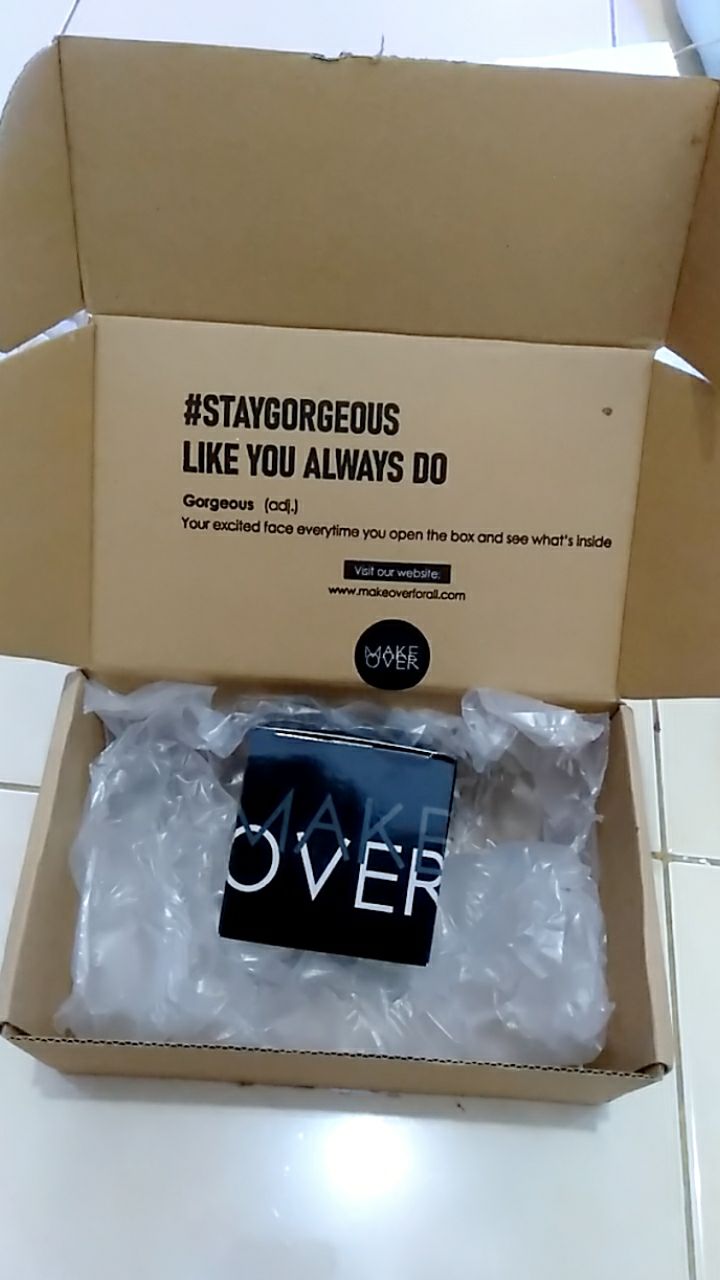 #STAYGORGEOUS
LIKE YOU ALWAYS DO
Gorgeous (adj.)
Your excited face everytime you open the box and see what's inside
Visit our website:
www.makeoverforall.com
MAKE
OVER
MAKE
OVER